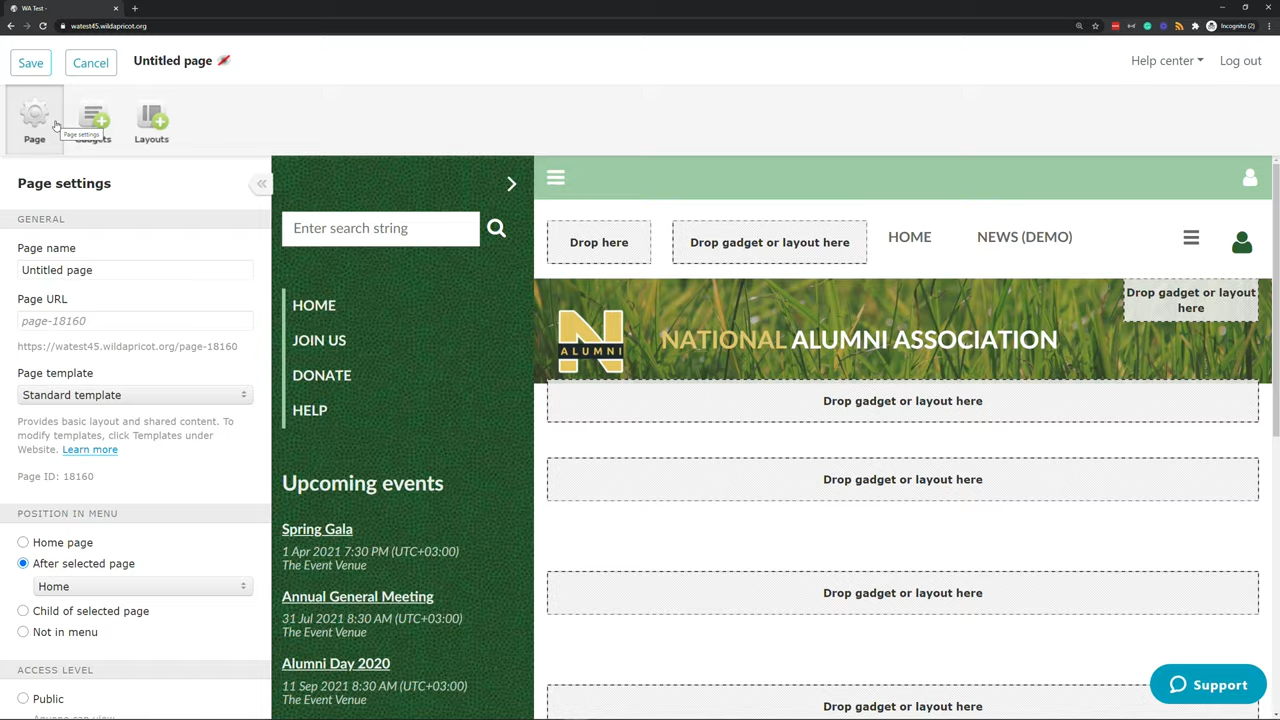 WA Test -
watest45.wildapricot.org
Incognito (2)
Save
Cancel
Untitled page
Help center
Log out
Page
Page settings
Gadgets
Layouts
Page settings
GENERAL
Page name
Untitled page
Page URL
page-18160
https://watest45.wildapricot.org/page-18160
Page template
Standard template
Provides basic layout and shared content. To
modify templates, click Templates under
Website. Learn more
Page ID: 18160
POSITION IN MENU
Home page
After selected page
Home
Child of selected page
Not in menu
ACCESS LEVEL
Public
Anyone can view
Enter search string
HOME
JOIN US
DONATE
HELP
Upcoming events
Spring Gala
1 Apr 2021 7:30 PM (UTC+03:00)
The Event Venue
Annual General Meeting
31 Jul 2021 8:30 AM (UTC+03:00)
The Event Venue
Alumni Day 2020
11 Sep 2021 8:30 AM (UTC+03:00)
The Event Venue
Drop here
Drop gadget or layout here
HOME
NEWS (DEMO)
Drop gadget or layout
here
N
ALUMNI
NATIONAL ALUMNI ASSOCIATION
Drop gadget or layout here
Drop gadget or layout here
Drop gadget or layout here
Drop gadget or layout here
Support